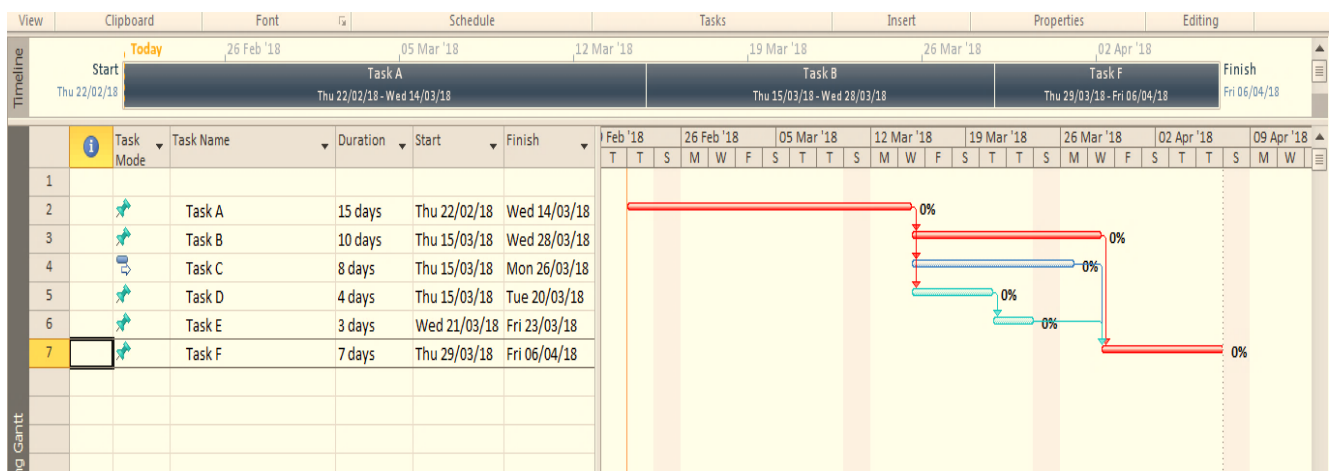 View Clipboard Font Schedule Tasks Insert Properties Editing
Timeline
Today 26 Feb '18 05 Mar '18 12 Mar '18 19 Mar '18 26 Mar '18 02 Apr '18
Start Task A Task B Task F Finish
Thu 22/02/18 Thu 22/02/18 - Wed 14/03/18 Thu 15/03/18 - Wed 28/03/18 Thu 29/03/18 - Fri 06/04/18 Fri 06/04/18
Task Mode Task Name Duration Start Finish
Feb '18 26 Feb '18 05 Mar '18 12 Mar '18 19 Mar '18 26 Mar '18 02 Apr '18 09 Apr '18
T T S M W F S T T S M W F S T T S M W F S T T S M W
1
2 Task A 15 days Thu 22/02/18 Wed 14/03/18 0%
3 Task B 10 days Thu 15/03/18 Wed 28/03/18 0%
4 Task C 8 days Thu 15/03/18 Mon 26/03/18 0%
5 Task D 4 days Thu 15/03/18 Tue 20/03/18 0%
6 Task E 3 days Wed 21/03/18 Fri 23/03/18 0%
7 Task F 7 days Thu 29/03/18 Fri 06/04/18 0%
Gantt